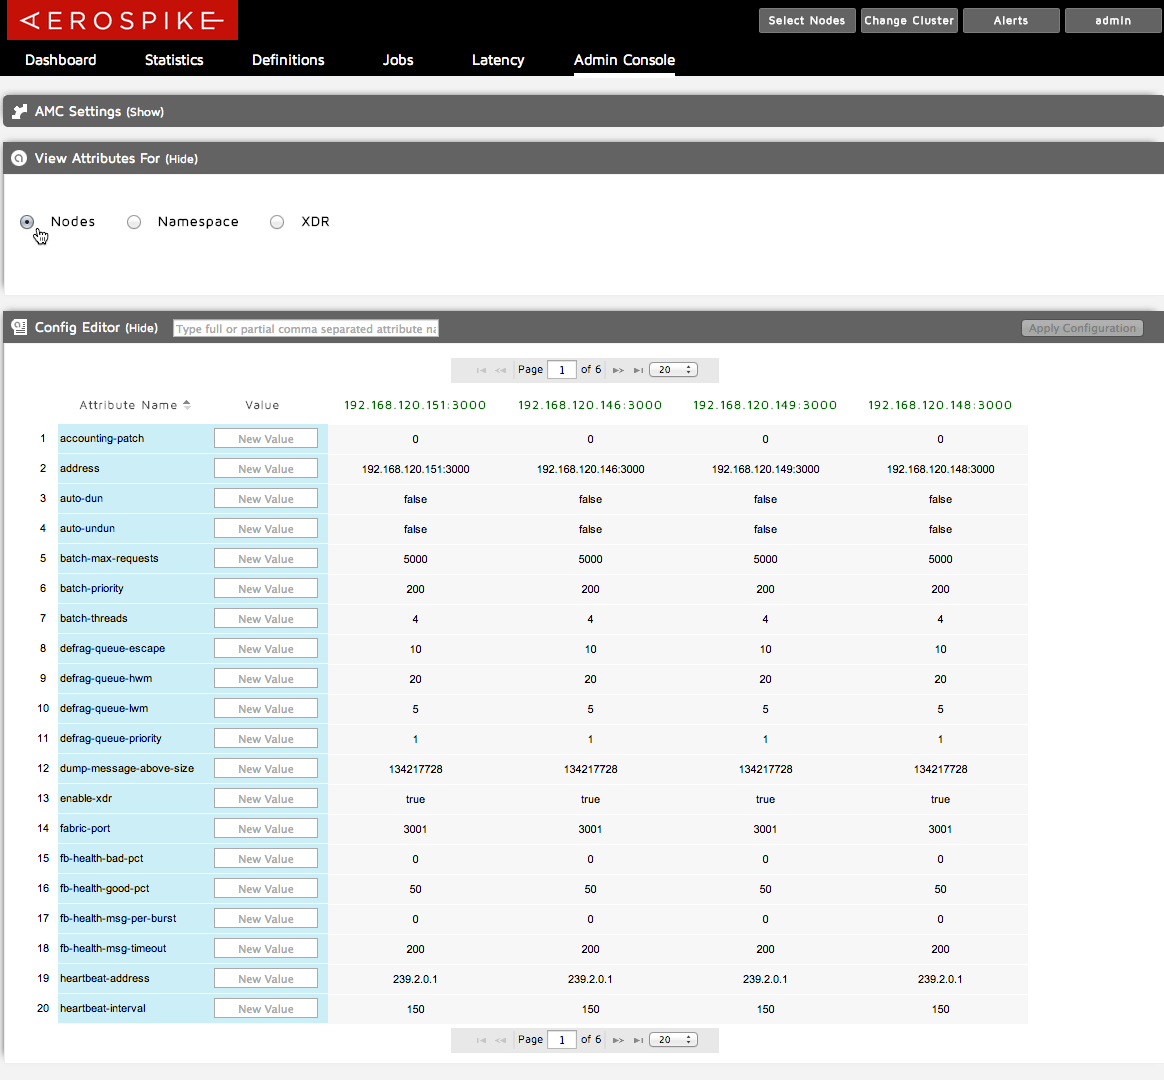 AEROSPIKE
Select Nodes Change Cluster Alerts admin
Dashboard Statistics Definitions Jobs Latency Admin Console
AMC Settings (Show)
View Attributes For (Hide)
Nodes Namespace XDR
Config Editor (Hide) Type full or partial comma separated attribute na Apply Configuration
Page 1 of 6 20
Attribute Name Value 192.168.120.151:3000 192.168.120.146:3000 192.168.120.149:3000 192.168.120.148:3000
1 accounting-patch New Value 0 0 0 0
2 address New Value 192.168.120.151:3000 192.168.120.146:3000 192.168.120.149:3000 192.168.120.148:3000
3 auto-dun New Value false false false false
4 auto-undun New Value false false false false
5 batch-max-requests New Value 5000 5000 5000 5000
6 batch-priority New Value 200 200 200 200
7 batch-threads New Value 4 4 4 4
8 defrag-queue-escape New Value 10 10 10 10
9 defrag-queue-hwm New Value 20 20 20 20
10 defrag-queue-lwm New Value 5 5 5 5
11 defrag-queue-priority New Value 1 1 1 1
12 dump-message-above-size New Value 134217728 134217728 134217728 134217728
13 enable-xdr New Value true true true true
14 fabric-port New Value 3001 3001 3001 3001
15 fb-health-bad-pct New Value 0 0 0 0
16 fb-health-good-pct New Value 50 50 50 50
17 fb-health-msg-per-burst New Value 0 0 0 0
18 fb-health-msg-timeout New Value 200 200 200 200
19 heartbeat-address New Value 239.2.0.1 239.2.0.1 239.2.0.1 239.2.0.1
20 heartbeat-interval New Value 150 150 150 150
Page 1 of 6 20